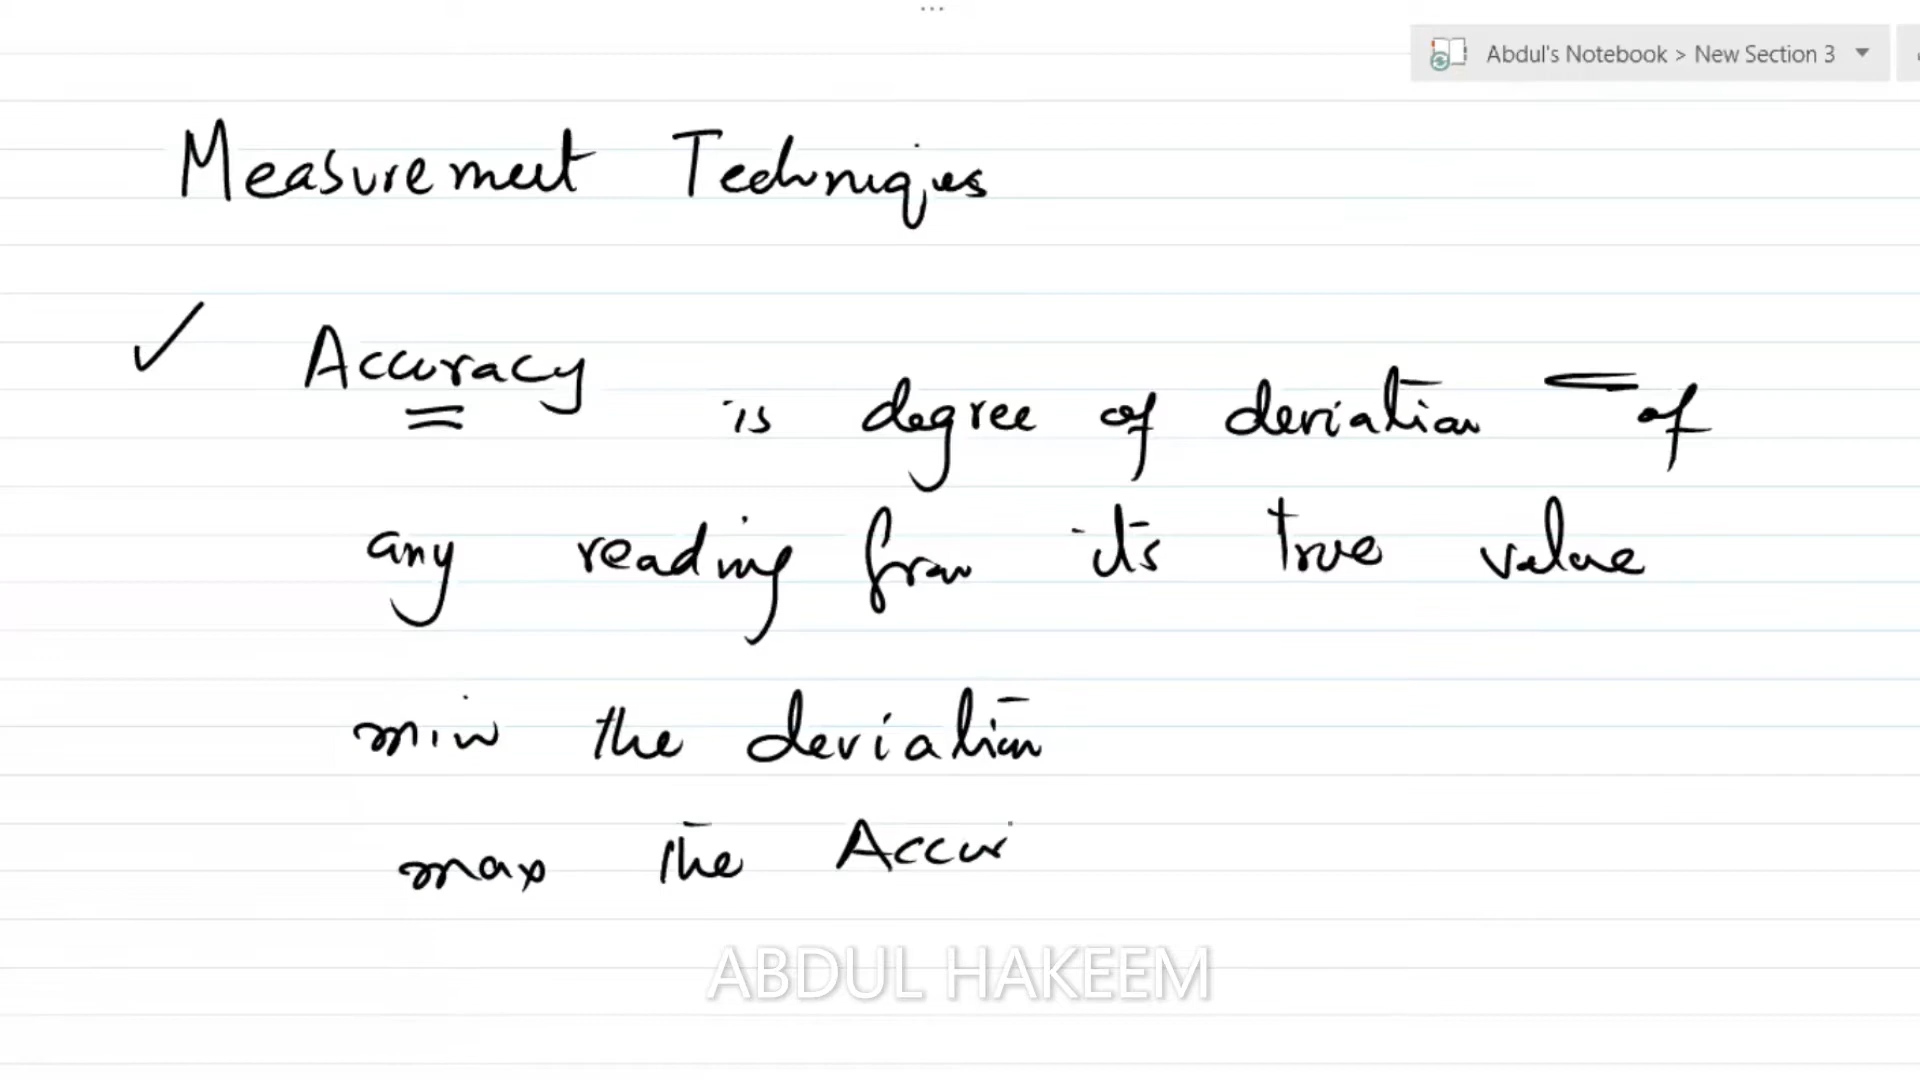 ...
Abdul's Notebook > New Section 3
Measurement Techniques
✓ Accuracy is degree of deviation of
any reading from its true value
min the deviation
max the Accur
ABDUL HAKEEM